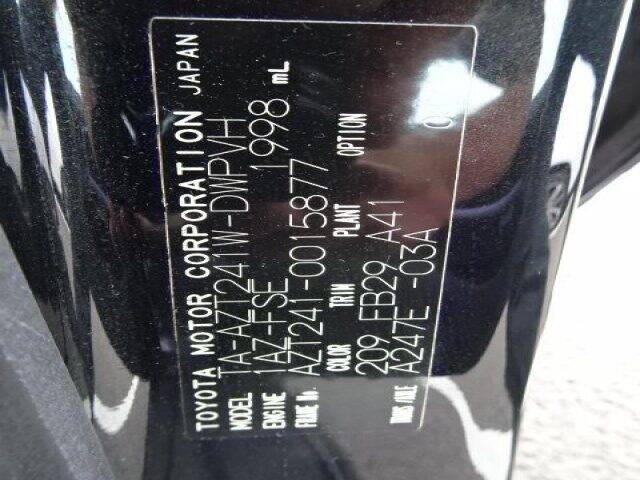 TOYOTA MOTOR CORPORATION JAPAN
MODEL TA-AZT241W-DWPVH
ENGINE 1AZ-FSE 1998 mL
FRAME No. AZT241-0015877
COLOR TRIM PLANT OPTION
209 FB29 A41
TRANS/AXLE A247E -03A